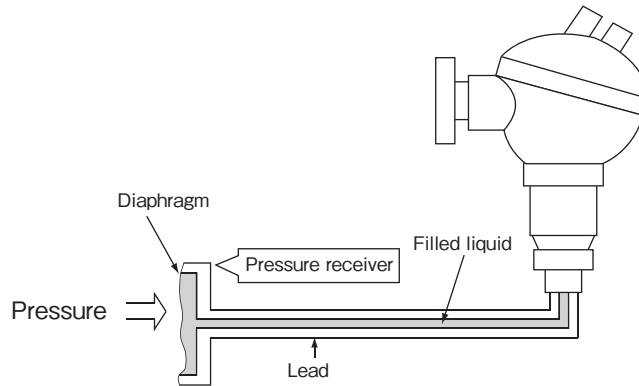 Diaphragm
Filled liquid
Pressure receiver
Pressure
Lead